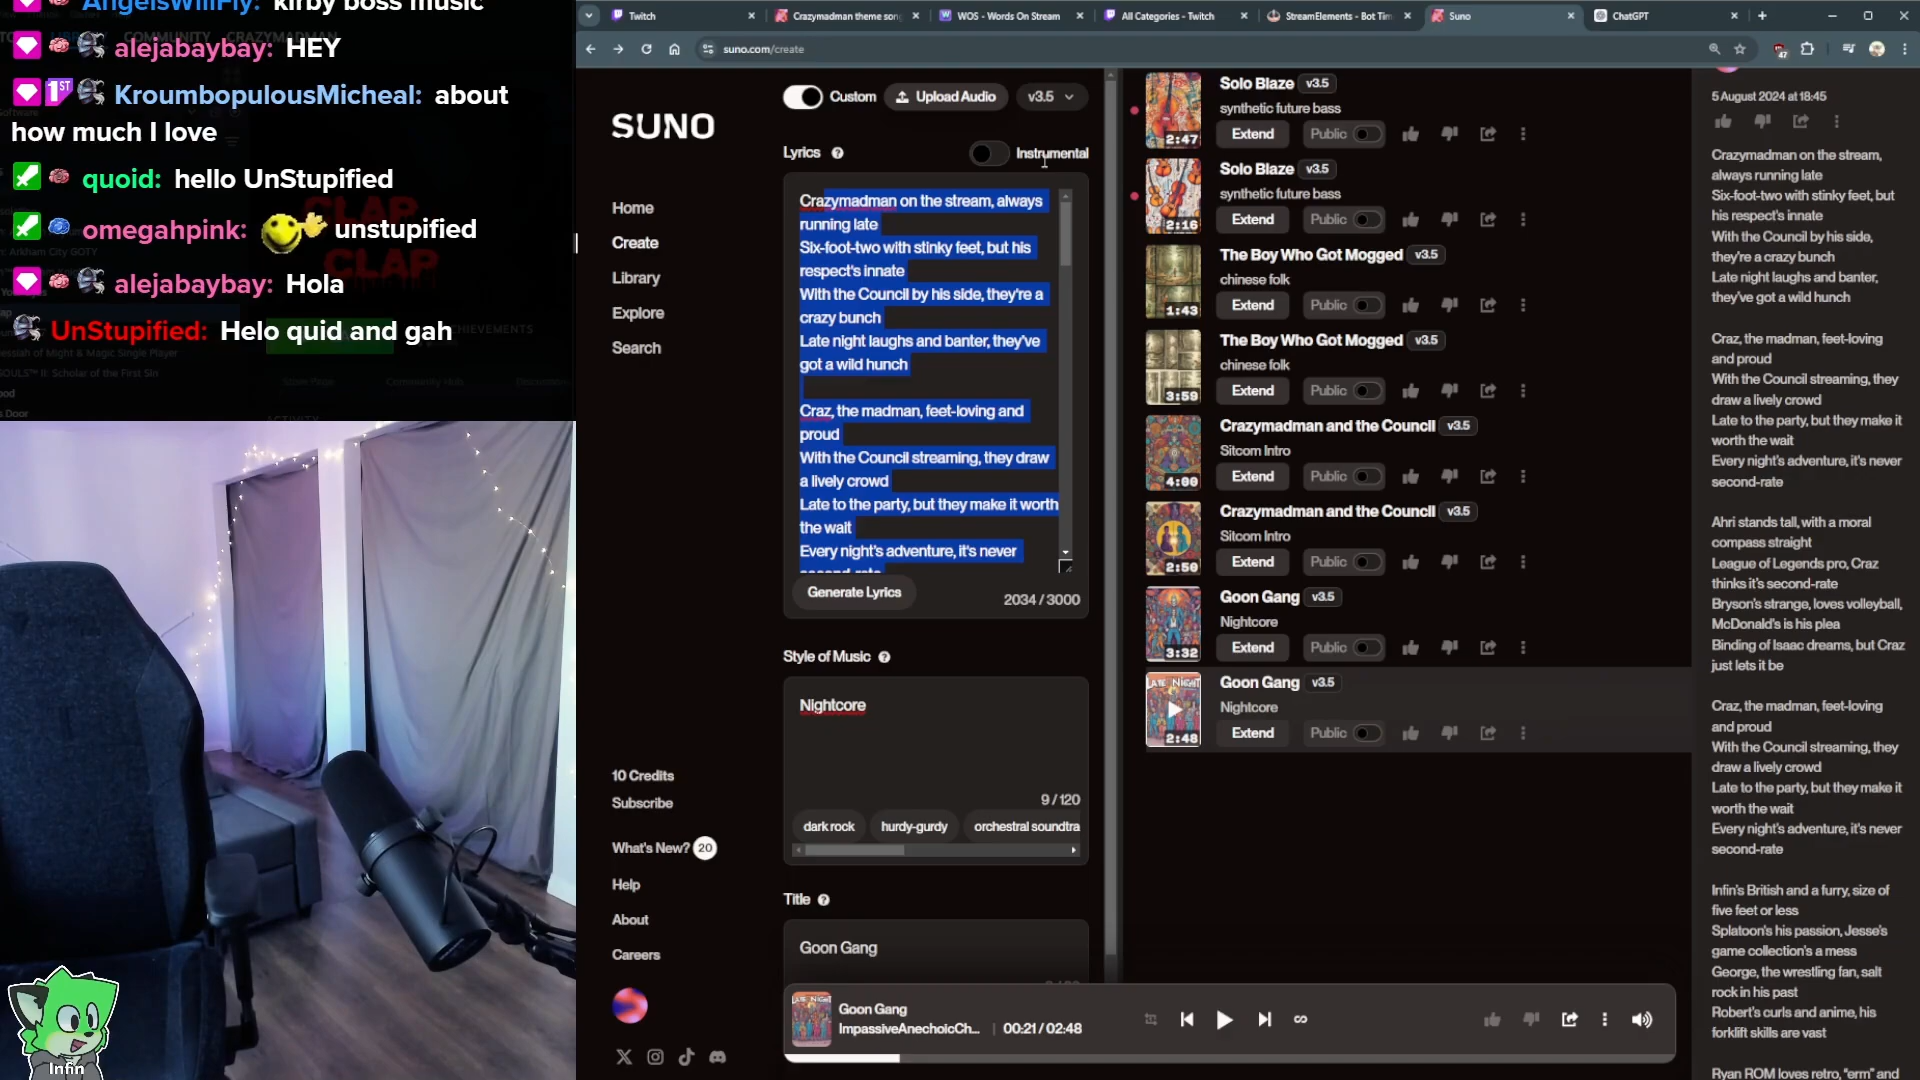 AngelsWillFly: kirby boss music
alejabaybay: HEY
KroumbopulousMicheal: about
how much I love
quoid: hello UnStupified
omegahpink: unstupified
alejabaybay: Hola
UnStupified: Helo quid and gah
CLAP
CLAP
Infin
Twitch
Crazymadman theme son
WOS - Words On Stream
All Categories - Twitch
StreamElements - Bot Tim
Suno
ChatGPT
suno.com/create
47
SUNO
Home
Create
Library
Explore
Search
10 Credits
Subscribe
What's New? 20
Help
About
Careers
Custom
Upload Audio
v3.5
Lyrics
Instrumental
Crazymadman on the stream, always
running late
Six-foot-two with stinky feet, but his
respect's innate
With the Council by his side, they're a
crazy bunch
Late night laughs and banter, they've
got a wild hunch
Craz, the madman, feet-loving and
proud
With the Council streaming, they draw
a lively crowd
Late to the party, but they make it worth
the wait
Every night's adventure, it's never
second-rate
Generate Lyrics
2034 / 3000
Style of Music
Nightcore
9 / 120
dark rock
hurdy-gurdy
orchestral soundtra
Title
Goon Gang
Solo Blaze v3.5
synthetic future bass
2:47
Extend
Public
Solo Blaze v3.5
synthetic future bass
2:16
Extend
Public
The Boy Who Got Mogged v3.5
chinese folk
1:43
Extend
Public
The Boy Who Got Mogged v3.5
chinese folk
3:59
Extend
Public
Crazymadman and the Council v3.5
Sitcom Intro
4:00
Extend
Public
Crazymadman and the Council v3.5
Sitcom Intro
2:50
Extend
Public
Goon Gang v3.5
Nightcore
3:32
Extend
Public
Goon Gang v3.5
Nightcore
LATE NIGHT
2:48
Extend
Public
5 August 2024 at 18:45
Crazymadman on the stream,
always running late
Six-foot-two with stinky feet, but
his respect's innate
With the Council by his side,
they're a crazy bunch
Late night laughs and banter,
they've got a wild hunch
Craz, the madman, feet-loving
and proud
With the Council streaming, they
draw a lively crowd
Late to the party, but they make it
worth the wait
Every night's adventure, it's never
second-rate
Ahri stands tall, with a moral
compass straight
League of Legends pro, Craz
thinks it's second-rate
Bryson's strange, loves volleyball,
McDonald's is his plea
Binding of Isaac dreams, but Craz
just lets it be
Craz, the madman, feet-loving
and proud
With the Council streaming, they
draw a lively crowd
Late to the party, but they make it
worth the wait
Every night's adventure, it's never
second-rate
Infin's British and a furry, size of
five feet or less
Splatoon's his passion, Jesse's
game collection's a mess
George, the wrestling fan, salt
rock in his past
Robert's curls and anime, his
forklift skills are vast
Ryan ROM loves retro, "erm" and
Goon Gang
ImpassiveAnechoicCh...
00:21 / 02:48